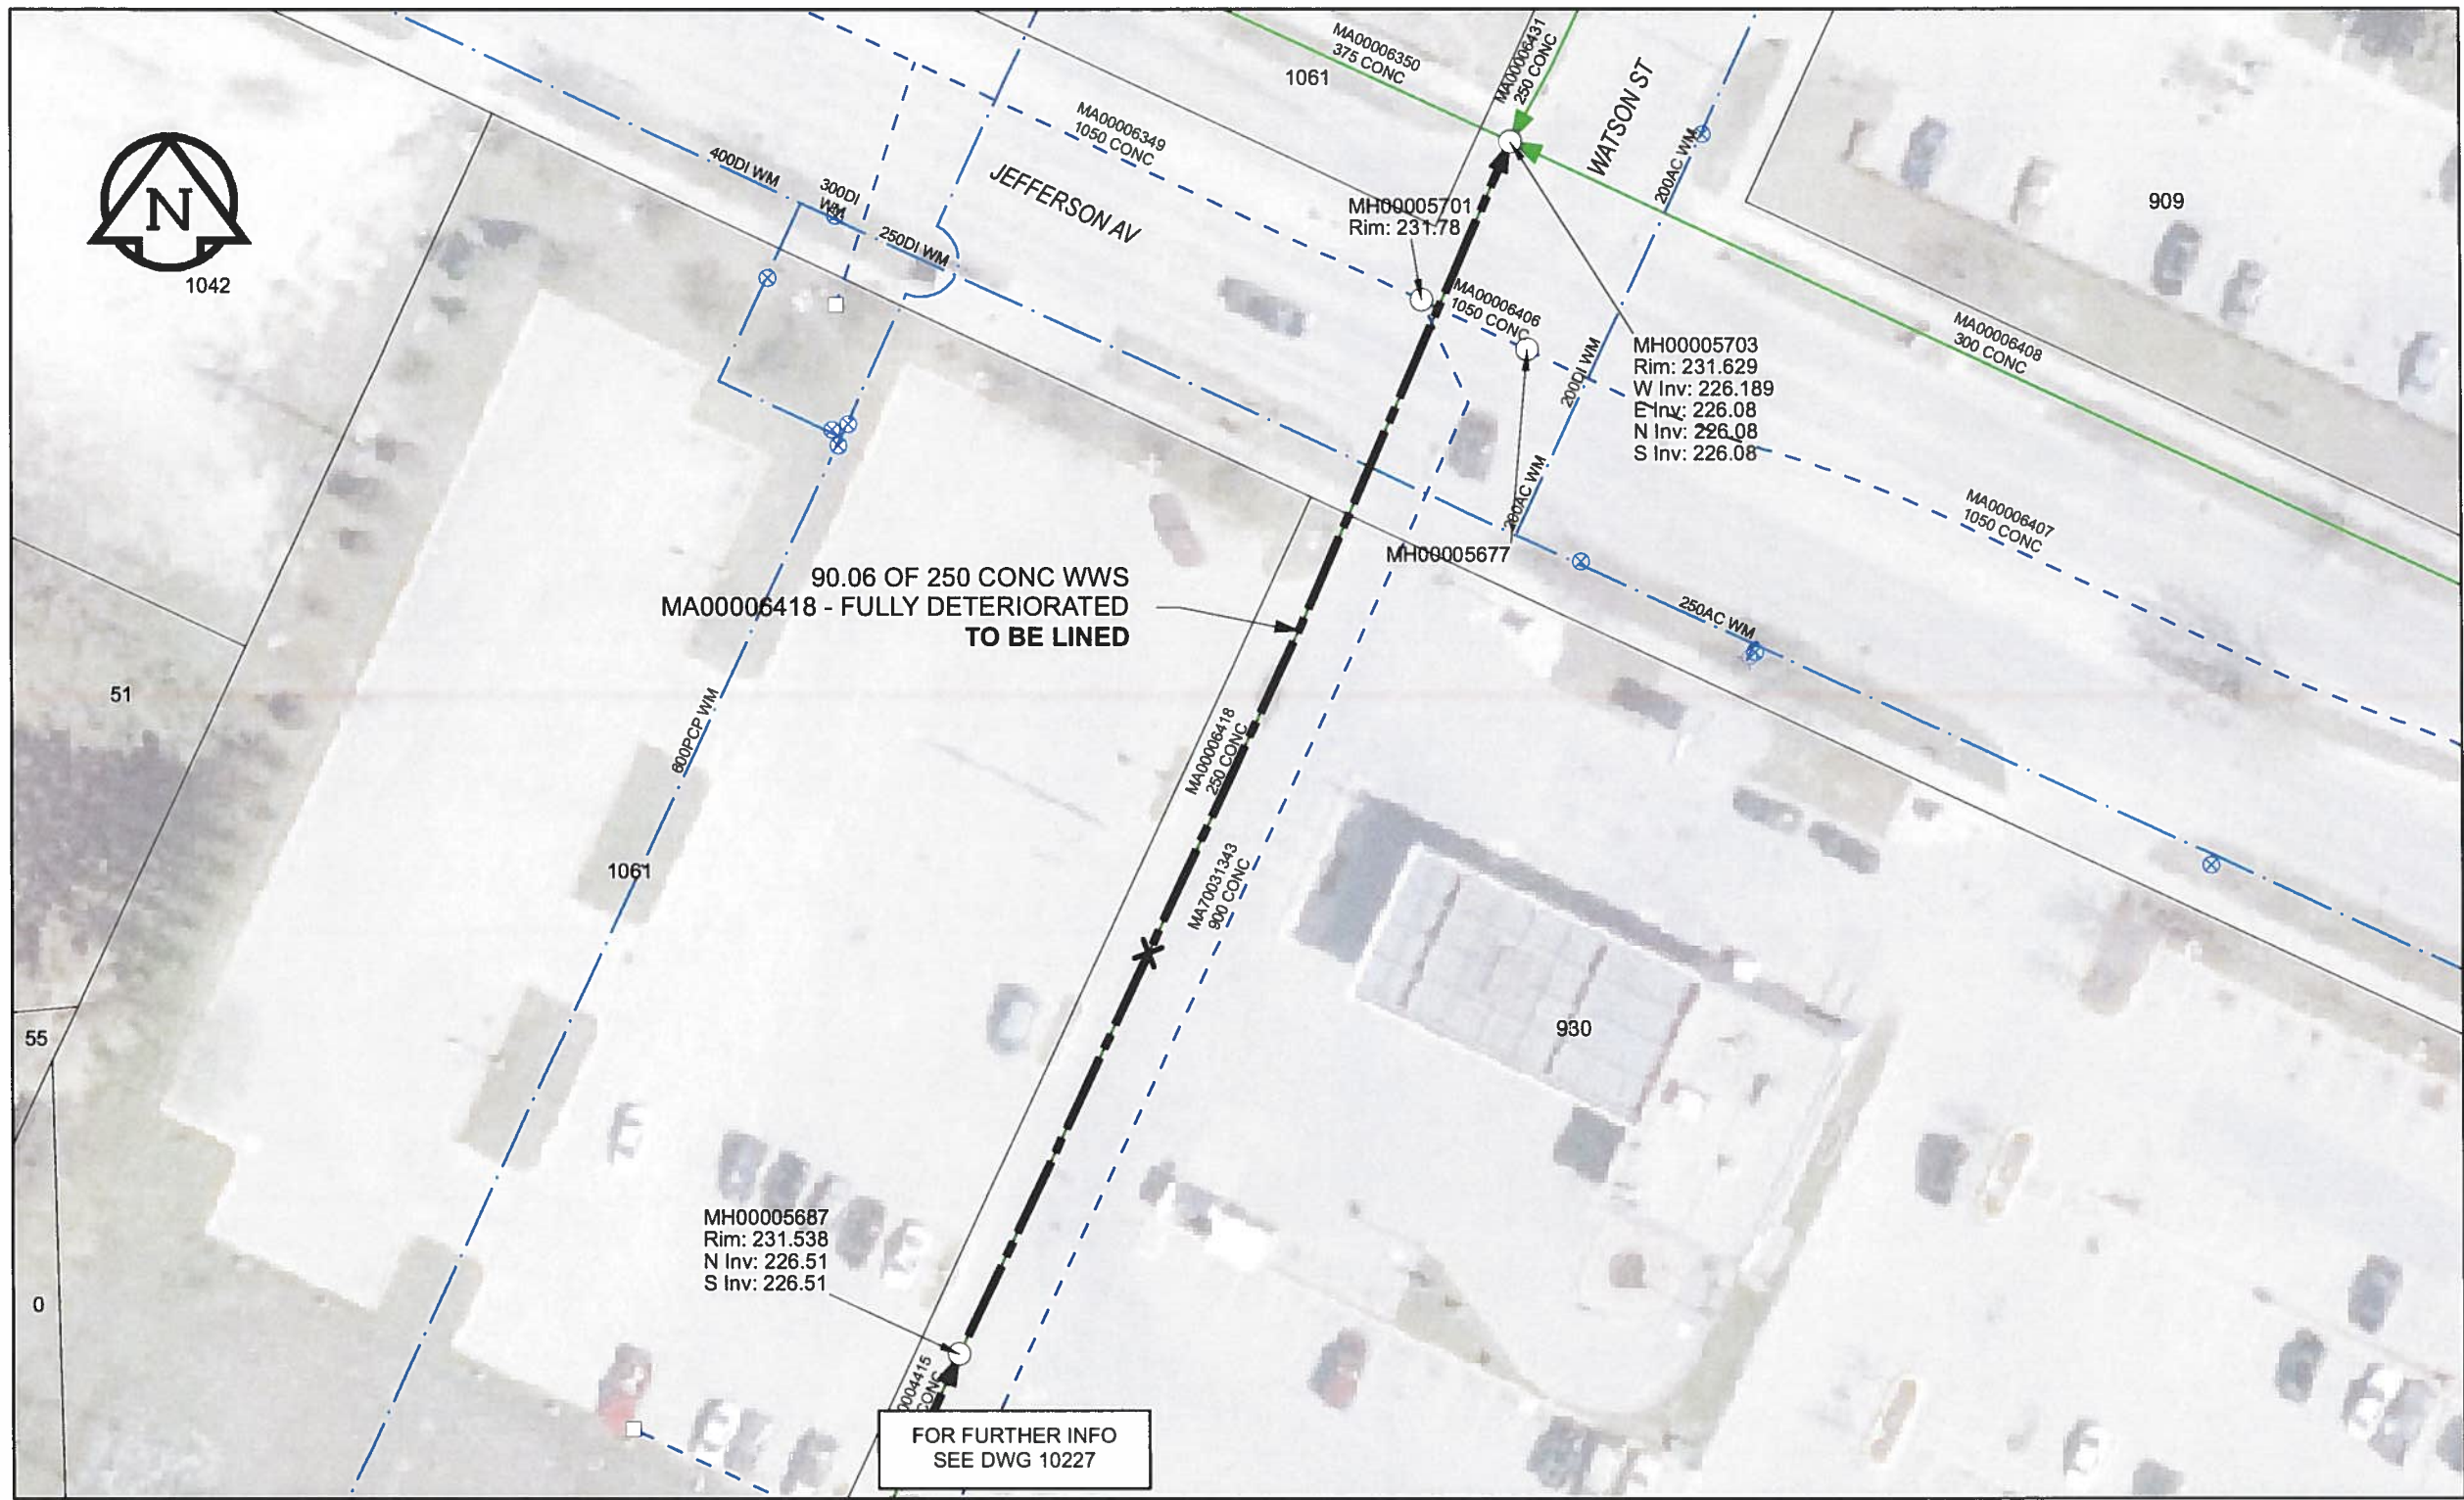 MA00006350
375 CONC
MA00006431
250 CONC
1061
WATSON ST
MA00006349
1050 CONC
JEFFERSON AV
400DI WM
300DI
WM
250DI WM
N
1042
200AC WM
909
MH00005701
Rim: 231.78
MA00006406
1050 CONC
MA00006408
300 CONC
MH00005703
Rim: 231.629
W Inv: 226.189
E Inv: 226.08
N Inv: 226.08
S Inv: 226.08
200DI WM
200AC WM
MA00006407
1050 CONC
MH00005677
90.06 OF 250 CONC WWS
MA00006418 - FULLY DETERIORATED
TO BE LINED
250AC WM
51
600PCP WM
MA00006418
250 CONC
1061
MA70031343
900 CONC
930
55
MH00005687
Rim: 231.538
N Inv: 226.51
S Inv: 226.51
0
0004415
CONC
FOR FURTHER INFO
SEE DWG 10227